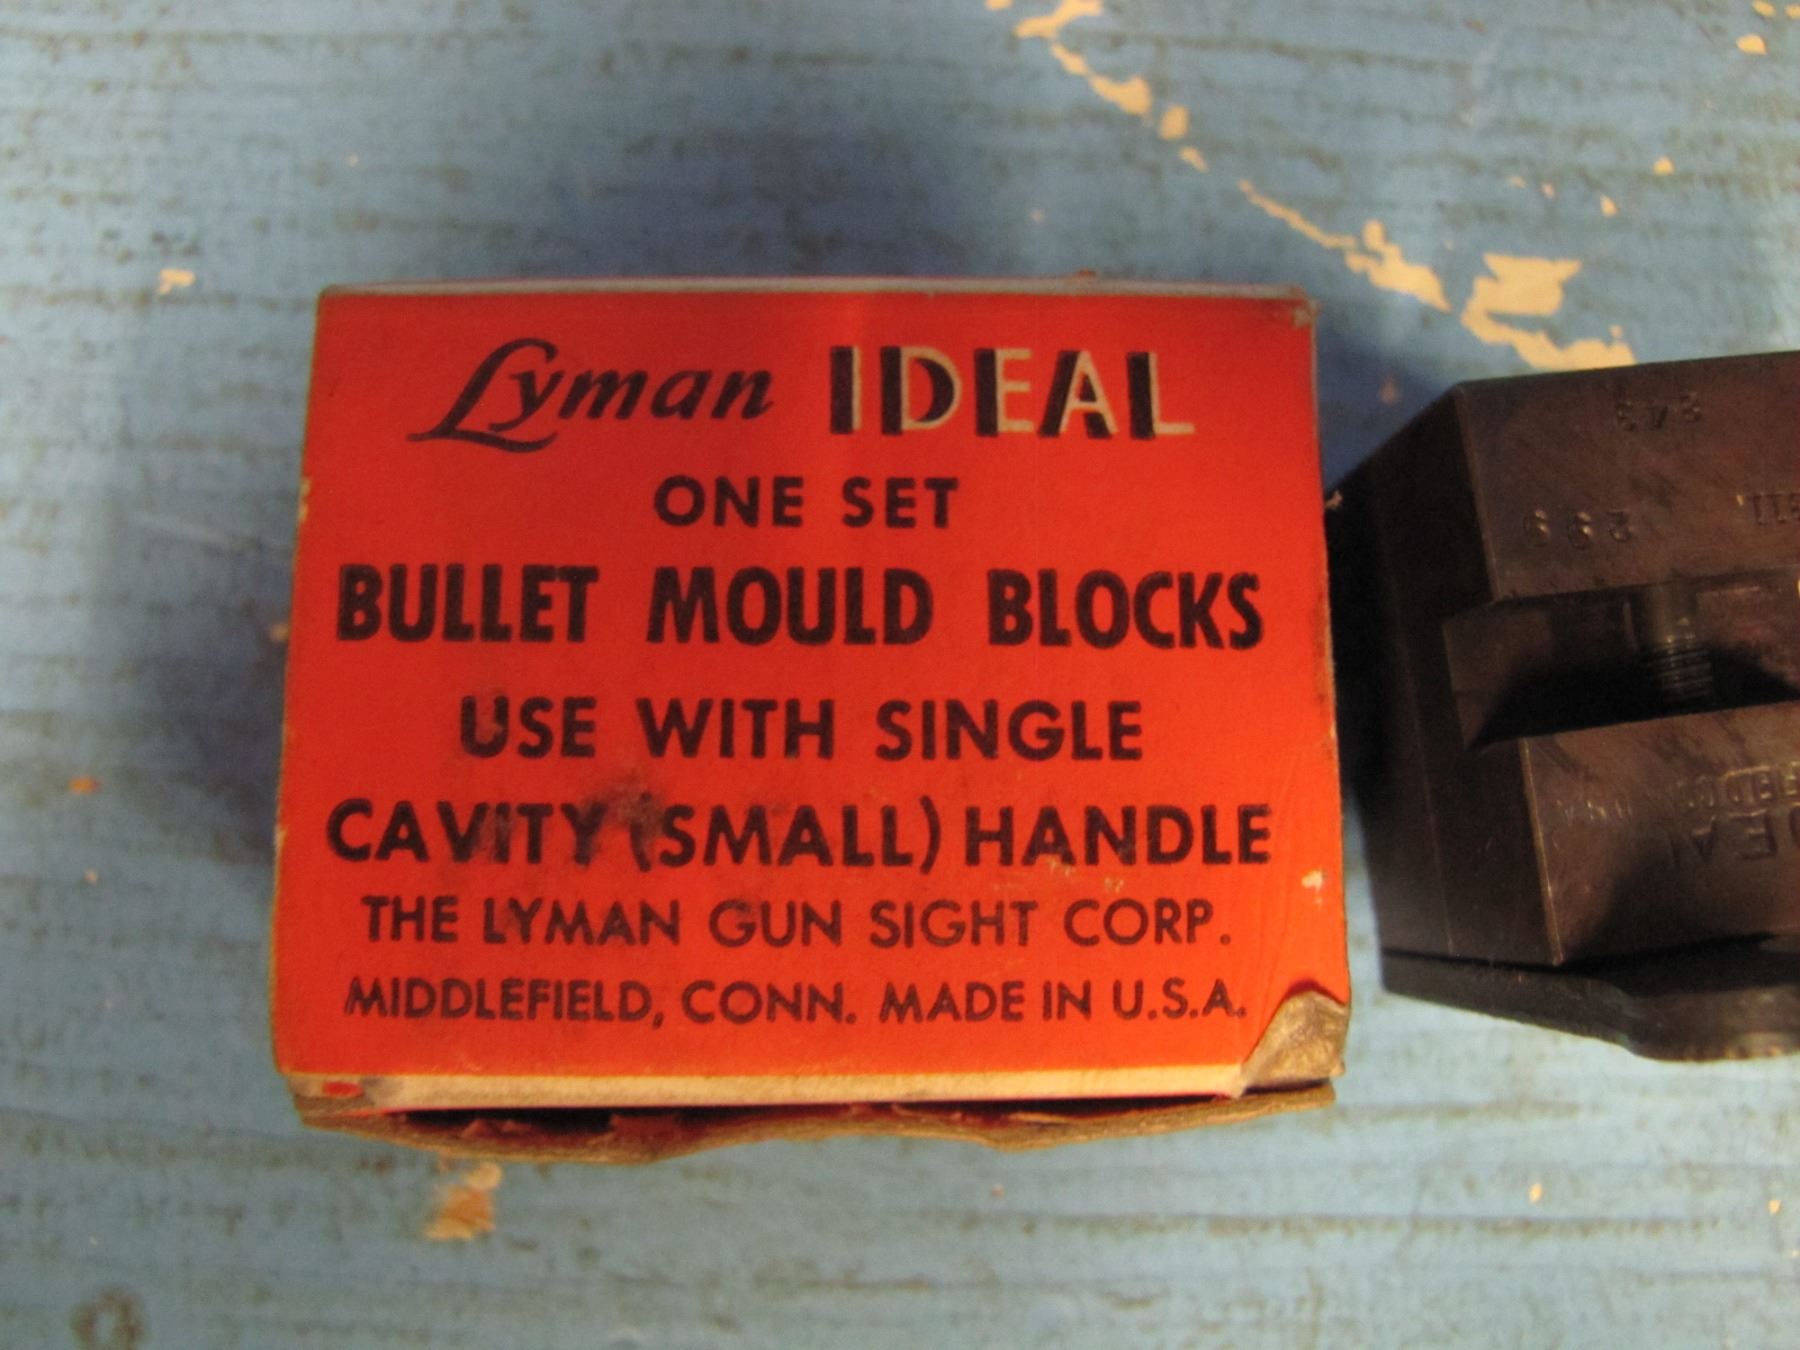 Lyman IDEAL
ONE SET
BULLET MOULD BLOCKS
USE WITH SINGLE
CAVITY (SMALL) HANDLE
THE LYMAN GUN SIGHT CORP.
MIDDLEFIELD, CONN. MADE IN U.S.A.
299